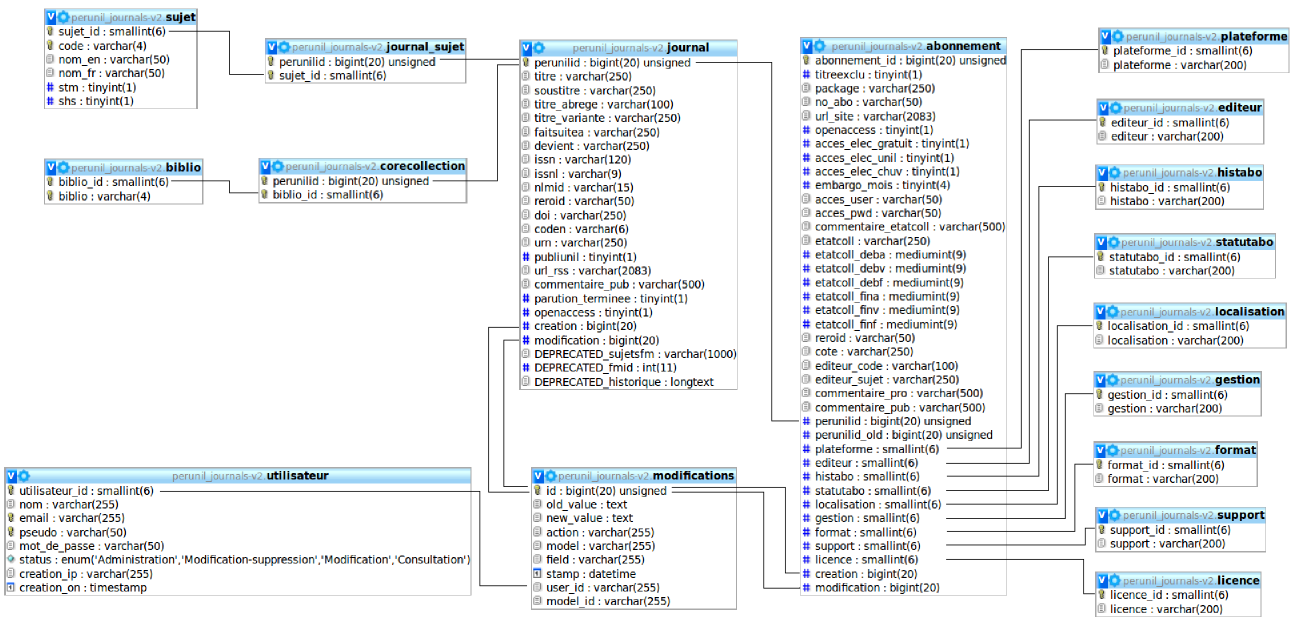 perunil_journals-v2.sujet
sujet_id : smallint(6)
code : varchar(4)
nom_en : varchar(50)
nom_fr : varchar(50)
stm : tinyint(1)
shs : tinyint(1)
perunil_journals-v2.journal_sujet
perunilid : bigint(20) unsigned
sujet_id : smallint(6)
perunil_journals-v2.biblio
biblio_id : smallint(6)
biblio : varchar(4)
perunil_journals-v2.corecollection
perunilid : bigint(20) unsigned
biblio_id : smallint(6)
perunil_journals-v2.journal
perunilid : bigint(20) unsigned
titre : varchar(250)
soustitre : varchar(250)
titre_abrege : varchar(100)
titre_variante : varchar(250)
faitsuitea : varchar(250)
devient : varchar(250)
issn : varchar(120)
issnl : varchar(9)
nlmid : varchar(15)
reroid : varchar(50)
doi : varchar(250)
coden : varchar(6)
urn : varchar(250)
publiunil : tinyint(1)
url_rss : varchar(2083)
commentaire_pub : varchar(500)
parution_terminee : tinyint(1)
openaccess : tinyint(1)
creation : bigint(20)
modification : bigint(20)
DEPRECATED_sujetsfm : varchar(1000)
DEPRECATED_fmid : int(11)
DEPRECATED_historique : longtext
perunil_journals-v2.utilisateur
utilisateur_id : smallint(6)
nom : varchar(255)
email : varchar(255)
pseudo : varchar(50)
mot_de_passe : varchar(50)
status : enum('Administration','Modification-suppression','Modification','Consultation')
creation_ip : varchar(255)
creation_on : timestamp
perunil_journals-v2.modifications
id : bigint(20) unsigned
old_value : text
new_value : text
action : varchar(255)
model : varchar(255)
field : varchar(255)
stamp : datetime
user_id : varchar(255)
model_id : varchar(255)
perunil_journals-v2.abonnement
abonnement_id : bigint(20) unsigned
titreexclu : tinyint(1)
package : varchar(250)
no_abo : varchar(50)
url_site : varchar(2083)
openaccess : tinyint(1)
acces_elec_gratuit : tinyint(1)
acces_elec_unil : tinyint(1)
acces_elec_chuv : tinyint(1)
embargo_mois : tinyint(4)
acces_user : varchar(50)
acces_pwd : varchar(50)
commentaire_etatcoll : varchar(500)
etatcoll : varchar(250)
etatcoll_deba : mediumint(9)
etatcoll_debv : mediumint(9)
etatcoll_debf : mediumint(9)
etatcoll_fina : mediumint(9)
etatcoll_finv : mediumint(9)
etatcoll_finf : mediumint(9)
reroid : varchar(50)
cote : varchar(250)
editeur_code : varchar(100)
editeur_sujet : varchar(250)
commentaire_pro : varchar(500)
commentaire_pub : varchar(500)
perunilid : bigint(20) unsigned
perunilid_old : bigint(20) unsigned
plateforme : smallint(6)
editeur : smallint(6)
histabo : smallint(6)
statutabo : smallint(6)
localisation : smallint(6)
gestion : smallint(6)
format : smallint(6)
support : smallint(6)
licence : smallint(6)
creation : bigint(20)
modification : bigint(20)
perunil_journals-v2.plateforme
plateforme_id : smallint(6)
plateforme : varchar(200)
perunil_journals-v2.editeur
editeur_id : smallint(6)
editeur : varchar(200)
perunil_journals-v2.histabo
histabo_id : smallint(6)
histabo : varchar(200)
perunil_journals-v2.statutabo
statutabo_id : smallint(6)
statutabo : varchar(200)
perunil_journals-v2.localisation
localisation_id : smallint(6)
localisation : varchar(200)
perunil_journals-v2.gestion
gestion_id : smallint(6)
gestion : varchar(200)
perunil_journals-v2.format
format_id : smallint(6)
format : varchar(200)
perunil_journals-v2.support
support_id : smallint(6)
support : varchar(200)
perunil_journals-v2.licence
licence_id : smallint(6)
licence : varchar(200)